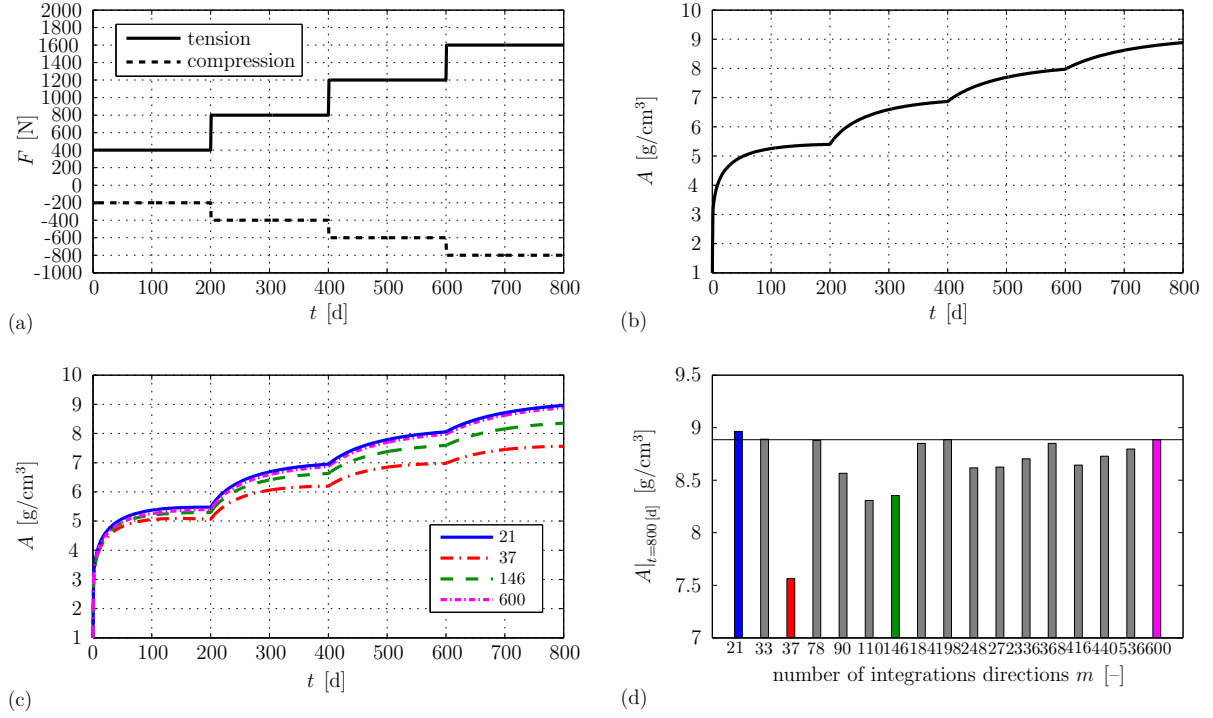 2000
1800
1600
1400
1200
1000
800
600
400
200
0
-200
-400
-600
-800
-1000
F [N]
tension
compression
0 100 200 300 400 500 600 700 800
t [d]
(a)
10
9
8
7
6
5
4
3
2
1
A [g/cm³]
0 100 200 300 400 500 600 700 800
t [d]
(b)
10
9
8
7
6
5
4
3
2
1
A [g/cm³]
21
37
146
600
0 100 200 300 400 500 600 700 800
t [d]
(c)
9.5
9
8.5
8
7.5
7
A|t=800 [d] [g/cm³]
21 33 37 78 90 110 146 184 198 248 272 336 368 416 440 536 600
number of integrations directions m [–]
(d)